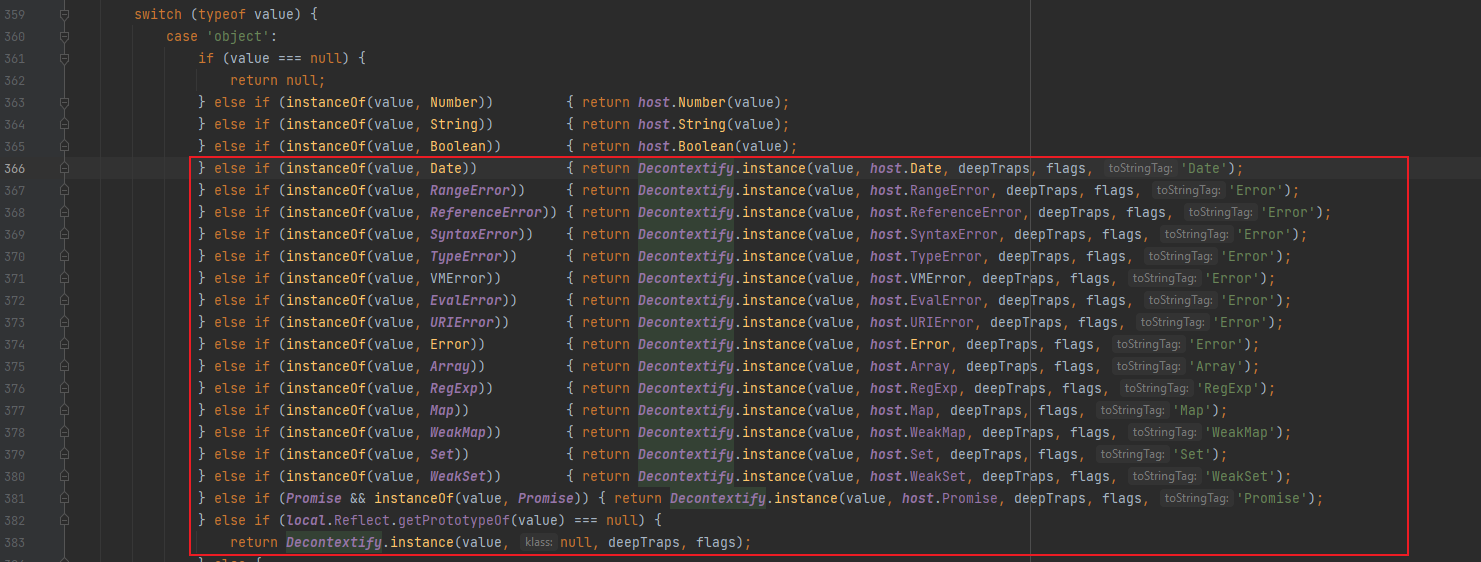 359 switch (typeof value) {
360 case 'object':
361 if (value === null) {
362 return null;
363 } else if (instanceOf(value, Number)) { return host.Number(value);
364 } else if (instanceOf(value, String)) { return host.String(value);
365 } else if (instanceOf(value, Boolean)) { return host.Boolean(value);
366 } else if (instanceOf(value, Date)) { return Decontextify.instance(value, host.Date, deepTraps, flags, toStringTag: 'Date');
367 } else if (instanceOf(value, RangeError)) { return Decontextify.instance(value, host.RangeError, deepTraps, flags, toStringTag: 'Error');
368 } else if (instanceOf(value, ReferenceError)) { return Decontextify.instance(value, host.ReferenceError, deepTraps, flags, toStringTag: 'Error');
369 } else if (instanceOf(value, SyntaxError)) { return Decontextify.instance(value, host.SyntaxError, deepTraps, flags, toStringTag: 'Error');
370 } else if (instanceOf(value, TypeError)) { return Decontextify.instance(value, host.TypeError, deepTraps, flags, toStringTag: 'Error');
371 } else if (instanceOf(value, VMError)) { return Decontextify.instance(value, host.VMError, deepTraps, flags, toStringTag: 'Error');
372 } else if (instanceOf(value, EvalError)) { return Decontextify.instance(value, host.EvalError, deepTraps, flags, toStringTag: 'Error');
373 } else if (instanceOf(value, URIError)) { return Decontextify.instance(value, host.URIError, deepTraps, flags, toStringTag: 'Error');
374 } else if (instanceOf(value, Error)) { return Decontextify.instance(value, host.Error, deepTraps, flags, toStringTag: 'Error');
375 } else if (instanceOf(value, Array)) { return Decontextify.instance(value, host.Array, deepTraps, flags, toStringTag: 'Array');
376 } else if (instanceOf(value, RegExp)) { return Decontextify.instance(value, host.RegExp, deepTraps, flags, toStringTag: 'RegExp');
377 } else if (instanceOf(value, Map)) { return Decontextify.instance(value, host.Map, deepTraps, flags, toStringTag: 'Map');
378 } else if (instanceOf(value, WeakMap)) { return Decontextify.instance(value, host.WeakMap, deepTraps, flags, toStringTag: 'WeakMap');
379 } else if (instanceOf(value, Set)) { return Decontextify.instance(value, host.Set, deepTraps, flags, toStringTag: 'Set');
380 } else if (instanceOf(value, WeakSet)) { return Decontextify.instance(value, host.WeakSet, deepTraps, flags, toStringTag: 'WeakSet');
381 } else if (Promise && instanceOf(value, Promise)) { return Decontextify.instance(value, host.Promise, deepTraps, flags, toStringTag: 'Promise');
382 } else if (local.Reflect.getPrototypeOf(value) === null) {
383 return Decontextify.instance(value, klass: null, deepTraps, flags);
} else {